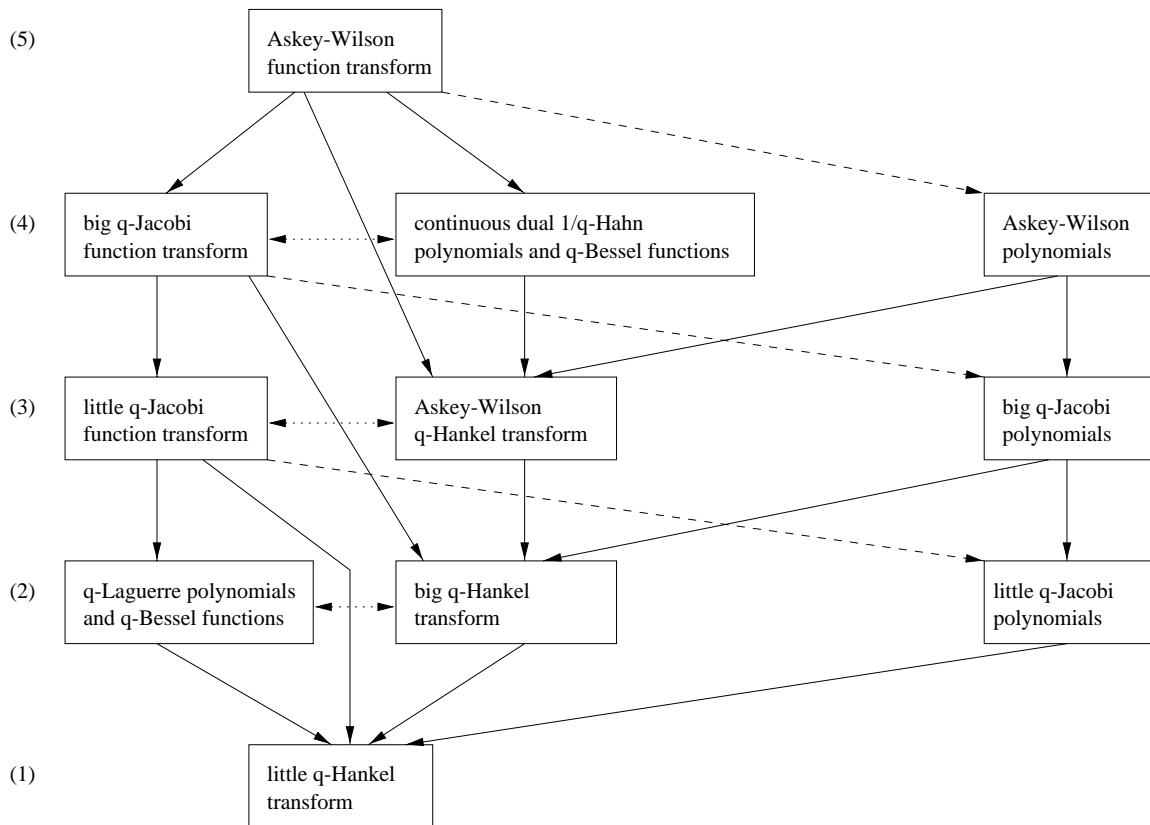 (5)
Askey-Wilson
function transform
(4)
big q-Jacobi
function transform
continuous dual 1/q-Hahn
polynomials and q-Bessel functions
Askey-Wilson
polynomials
(3)
little q-Jacobi
function transform
Askey-Wilson
q-Hankel transform
big q-Jacobi
polynomials
(2)
q-Laguerre polynomials
and q-Bessel functions
big q-Hankel
transform
little q-Jacobi
polynomials
(1)
little q-Hankel
transform